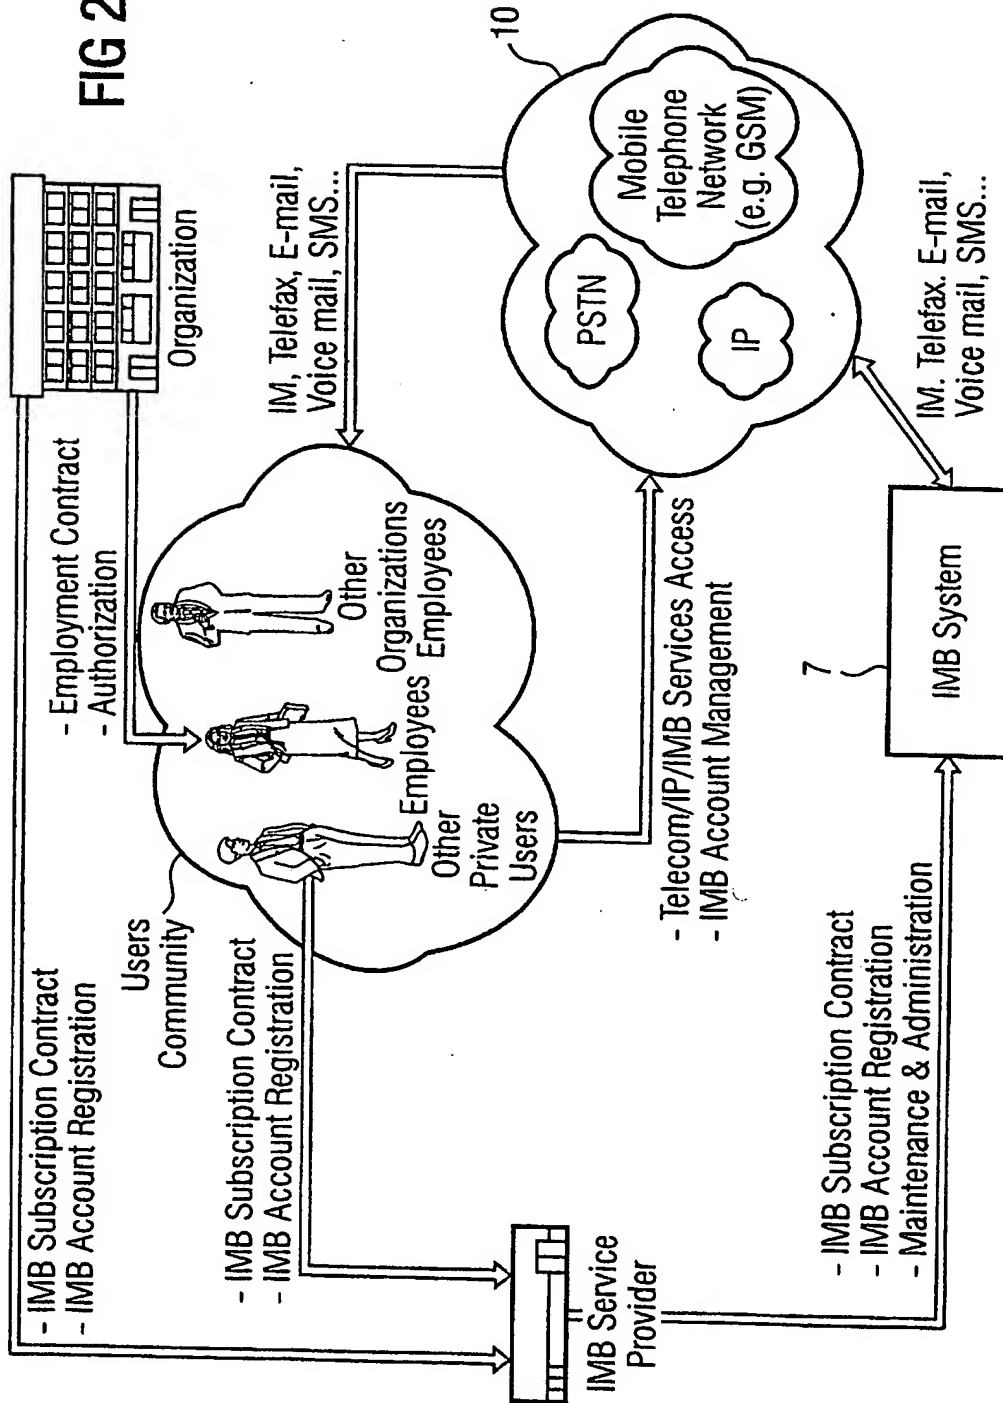 FIG 2
Organization
- IMB Subscription Contract
- IMB Account Registration
- Employment Contract
- Authorization
Users
Community
Other
Private
Users
Employees
Other
Organizations
Employees
IM, Telefax, E-mail,
Voice mail, SMS...
10
PSTN
IP
Mobile
Telephone
Network
(e.g. GSM)
- IMB Subscription Contract
- IMB Account Registration
- Telecom/IP/IMB Services Access
- IMB Account Management
IM. Telefax. E-mail,
Voice mail, SMS...
IMB Service
Provider
- IMB Subscription Contract
- IMB Account Registration
- Maintenance & Administration
7
IMB System